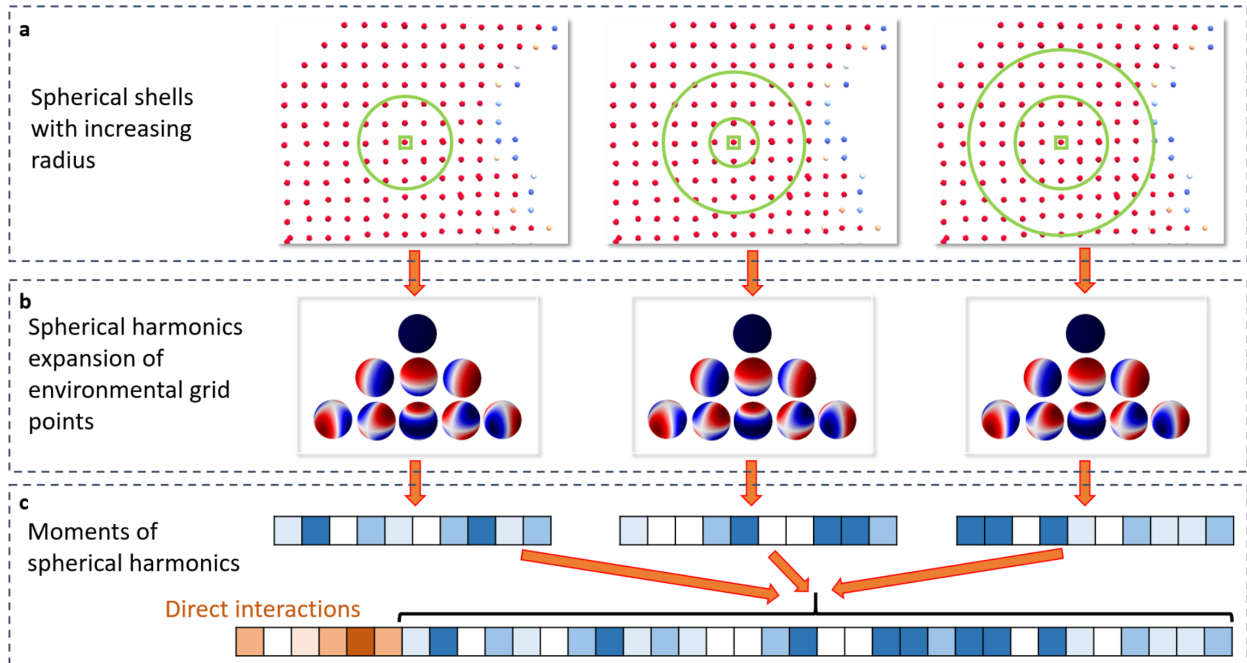 a
Spherical shells
with increasing
radius
b
Spherical harmonics
expansion of
environmental grid
points
c
Moments of
spherical harmonics
Direct interactions